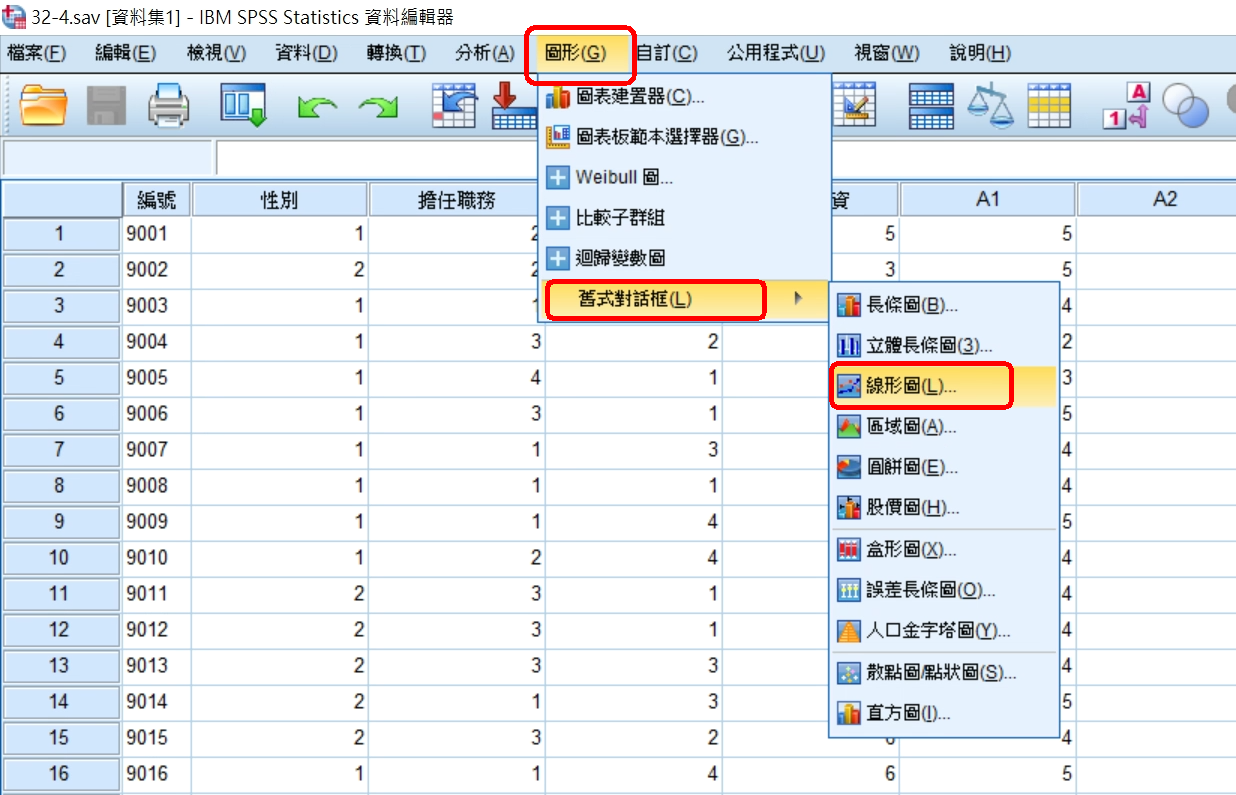 32-4.sav [資料集1] - IBM SPSS Statistics 資料編輯器
檔案(F) 編輯(E) 檢視(V) 資料(D) 轉換(T) 分析(A) 圖形(G) 自訂(C) 公用程式(U) 視窗(W) 說明(H)
圖表建置器(C)...
圖表板範本選擇器(G)...
Weibull 圖...
比較子群組
迴歸變數圖
舊式對話框(L)
長條圖(B)...
立體長條圖(3)...
線形圖(L)...
區域圖(A)...
圓餅圖(E)...
股價圖(H)...
盒形圖(X)...
誤差長條圖(O)...
人口金字塔圖(Y)...
散點圖/點狀圖(S)...
直方圖(I)...
A
1
編號 性別 擔任職務 資 A1 A2
1 9001 1 2 5 5
2 9002 2 2 3 5
3 9003 1 1 4
4 9004 1 3 2 2
5 9005 1 4 1 3
6 9006 1 3 1 5
7 9007 1 1 3 4
8 9008 1 1 1 4
9 9009 1 1 4 5
10 9010 1 2 4 4
11 9011 2 3 1 4
12 9012 2 3 1 4
13 9013 2 3 3 4
14 9014 2 1 3 5
15 9015 2 3 2 4
16 9016 1 1 4 6 5